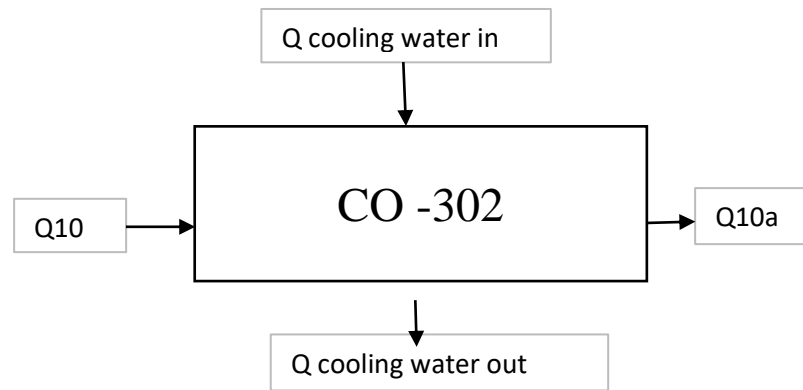 Q cooling water in
CO -302
Q10
Q10a
Q cooling water out